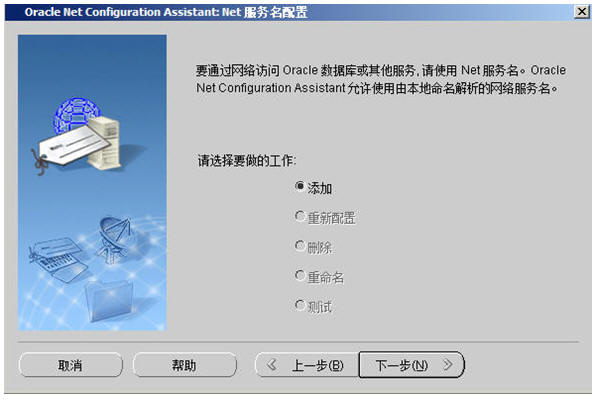 Oracle Net Configuration Assistant: Net 服务名配置
要通过网络访问 Oracle 数据库或其他服务,请使用 Net 服务名。Oracle
Net Configuration Assistant 允许使用由本地命名解析的网络服务名。
请选择要做的工作:
添加
重新配置
删除
重命名
测试
取消
帮助
上一步(B)
下一步(N)